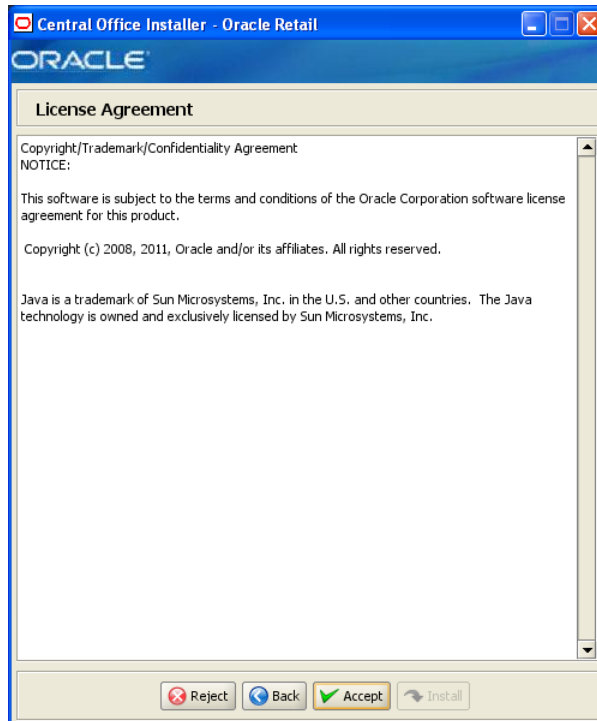 Central Office Installer - Oracle Retail
ORACLE
License Agreement
Copyright/Trademark/Confidentiality Agreement
NOTICE:
This software is subject to the terms and conditions of the Oracle Corporation software license
agreement for this product.
Copyright (c) 2008, 2011, Oracle and/or its affiliates. All rights reserved.
Java is a trademark of Sun Microsystems, Inc. in the U.S. and other countries.  The Java
technology is owned and exclusively licensed by Sun Microsystems, Inc.
Reject Back Accept Install